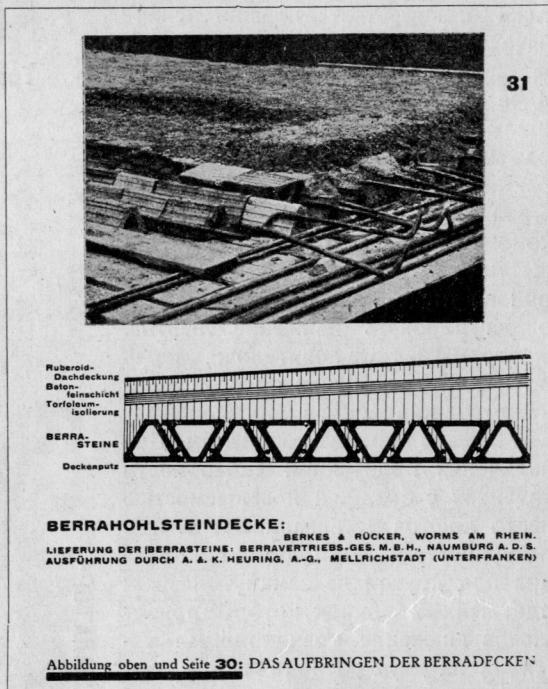 31
Ruberoid-
Dachdeckung
Beton-
feinschicht
Torfoleum-
isolierung
BERRA-
STEINE
Deckenputz
BERRAHOHLSTEINDECKE:
BERKES & RÜCKER, WORMS AM RHEIN.
LIEFERUNG DER BERRASTEINE: BERRAVERTRIEBS-GES. M. B. H., NAUMBURG A. D. S.
AUSFÜHRUNG DURCH A. & K. HEURING, A.-G., MELLRICHSTADT (UNTERFRANKEN)
Abbildung oben und Seite 30: DAS AUFBRINGEN DER BERRADECKEN